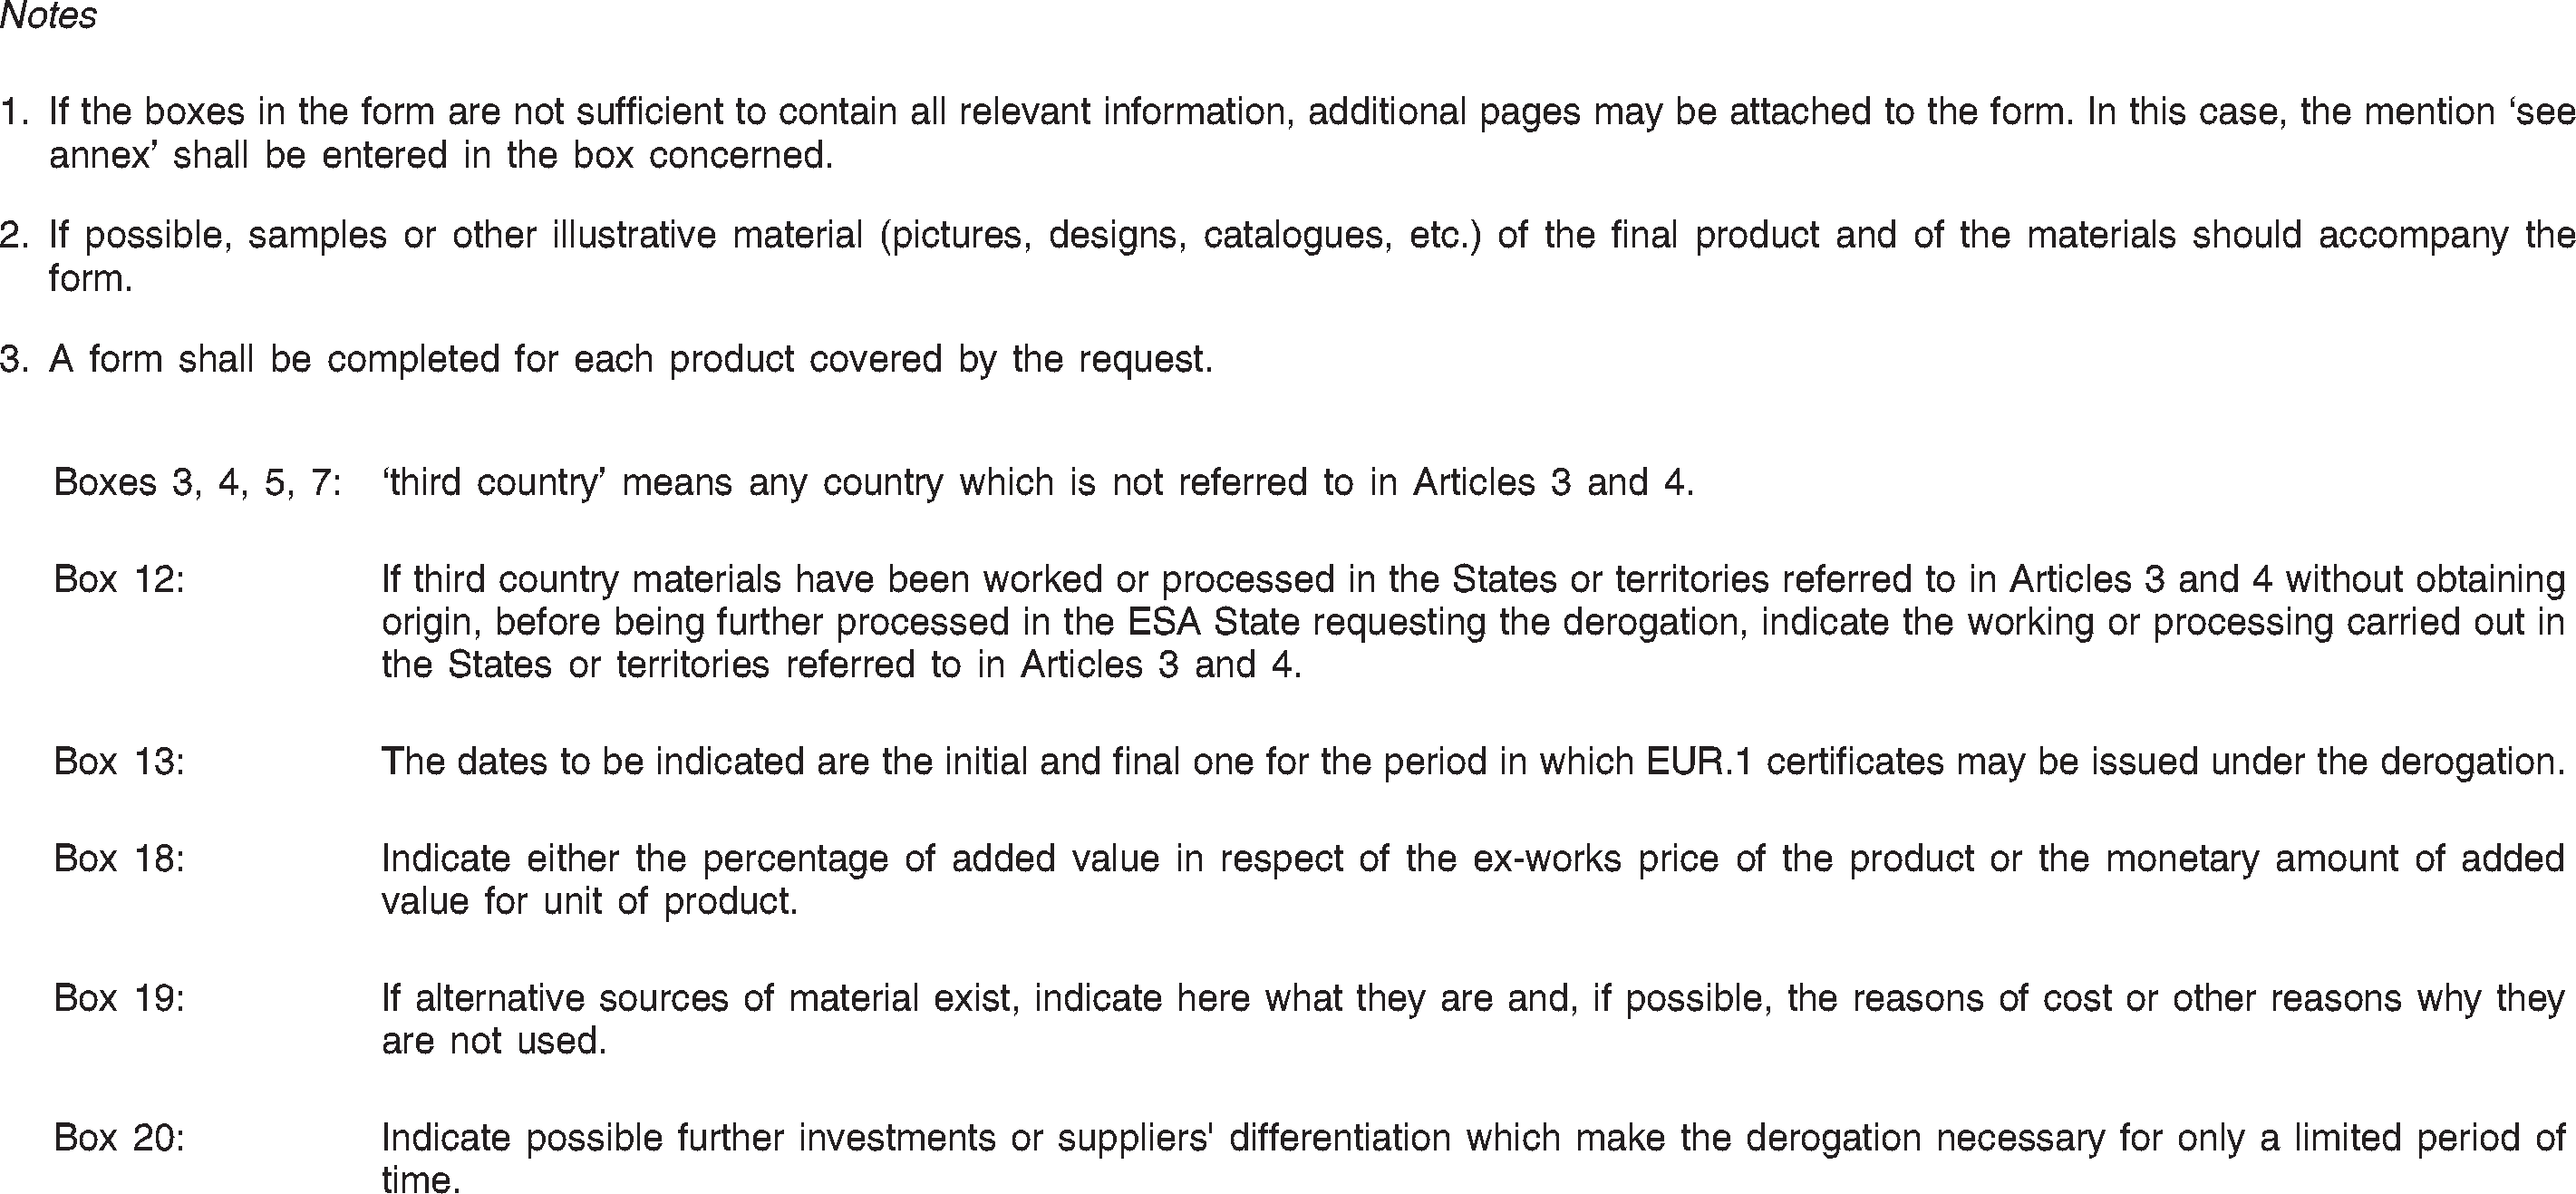 Notes
1. If the boxes in the form are not sufficient to contain all relevant information, additional pages may be attached to the form. In this case, the mention ‘see
annex’ shall be entered in the box concerned.
2. If possible, samples or other illustrative material (pictures, designs, catalogues, etc.) of the final product and of the materials should accompany the
form.
3. A form shall be completed for each product covered by the request.
Boxes 3, 4, 5, 7: ‘third country’ means any country which is not referred to in Articles 3 and 4.
Box 12: If third country materials have been worked or processed in the States or territories referred to in Articles 3 and 4 without obtaining
origin, before being further processed in the ESA State requesting the derogation, indicate the working or processing carried out in
the States or territories referred to in Articles 3 and 4.
Box 13: The dates to be indicated are the initial and final one for the period in which EUR.1 certificates may be issued under the derogation.
Box 18: Indicate either the percentage of added value in respect of the ex-works price of the product or the monetary amount of added
value for unit of product.
Box 19: If alternative sources of material exist, indicate here what they are and, if possible, the reasons of cost or other reasons why they
are not used.
Box 20: Indicate possible further investments or suppliers' differentiation which make the derogation necessary for only a limited period of
time.